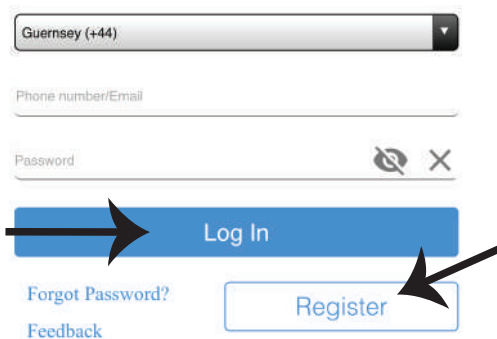 Guernsey (+44)
Phone number/Email
Password
Log In
Forgot Password?
Register
Feedback